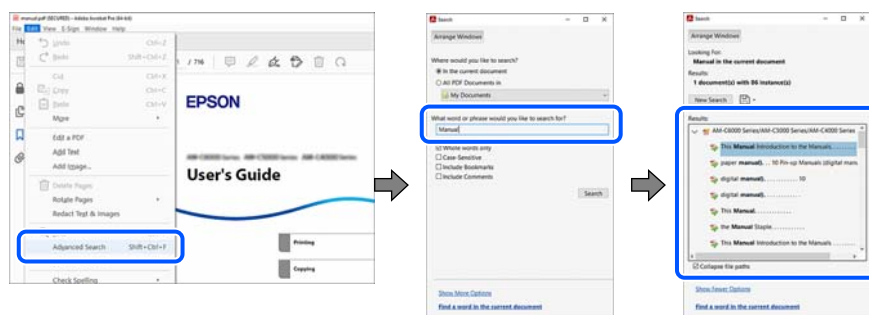 manual.pdf (SECURED) - Adobe Acrobat Pro (64-bit)
File Edit View E-Sign Window Help
Undo Ctrl+Z
Redo Shift+Ctrl+Z
Cut Ctrl+X
Copy Ctrl+C
Paste Ctrl+V
More
Edit a PDF
Add Text
Add Image...
Delete Pages
Rotate Pages
Redact Text & Images
Advanced Search Shift+Ctrl+F
Check Spelling
/ 716
EPSON
User's Guide
Printing
Copying
Search
Arrange Windows
Where would you like to search?
In the current document
All PDF Documents in
My Documents
What word or phrase would you like to search for?
Manual
Whole words only
Case-Sensitive
Include Bookmarks
Include Comments
Search
Show More Options
Find a word in the current document
Search
Arrange Windows
Looking For:
Manual in the current document
Results:
1 document(s) with 86 instance(s)
New Search
Results:
AM-C6000 Series/AM-C5000 Series/AM-C4000 Series
This Manual Introduction to the Manuals.........
paper manual). . . 10 Pin-up Manuals (digital man
digital manual). . . . . . . . . . . . 10
digital manual). . . . . . . . . . . .
This Manual. . . . . . . . . . . .
the Manual Staple. . . . . . . . . . . .
This Manual Introduction to the Manuals . . . . . .
Collapse file paths
Show Fewer Options
Find a word in the current document